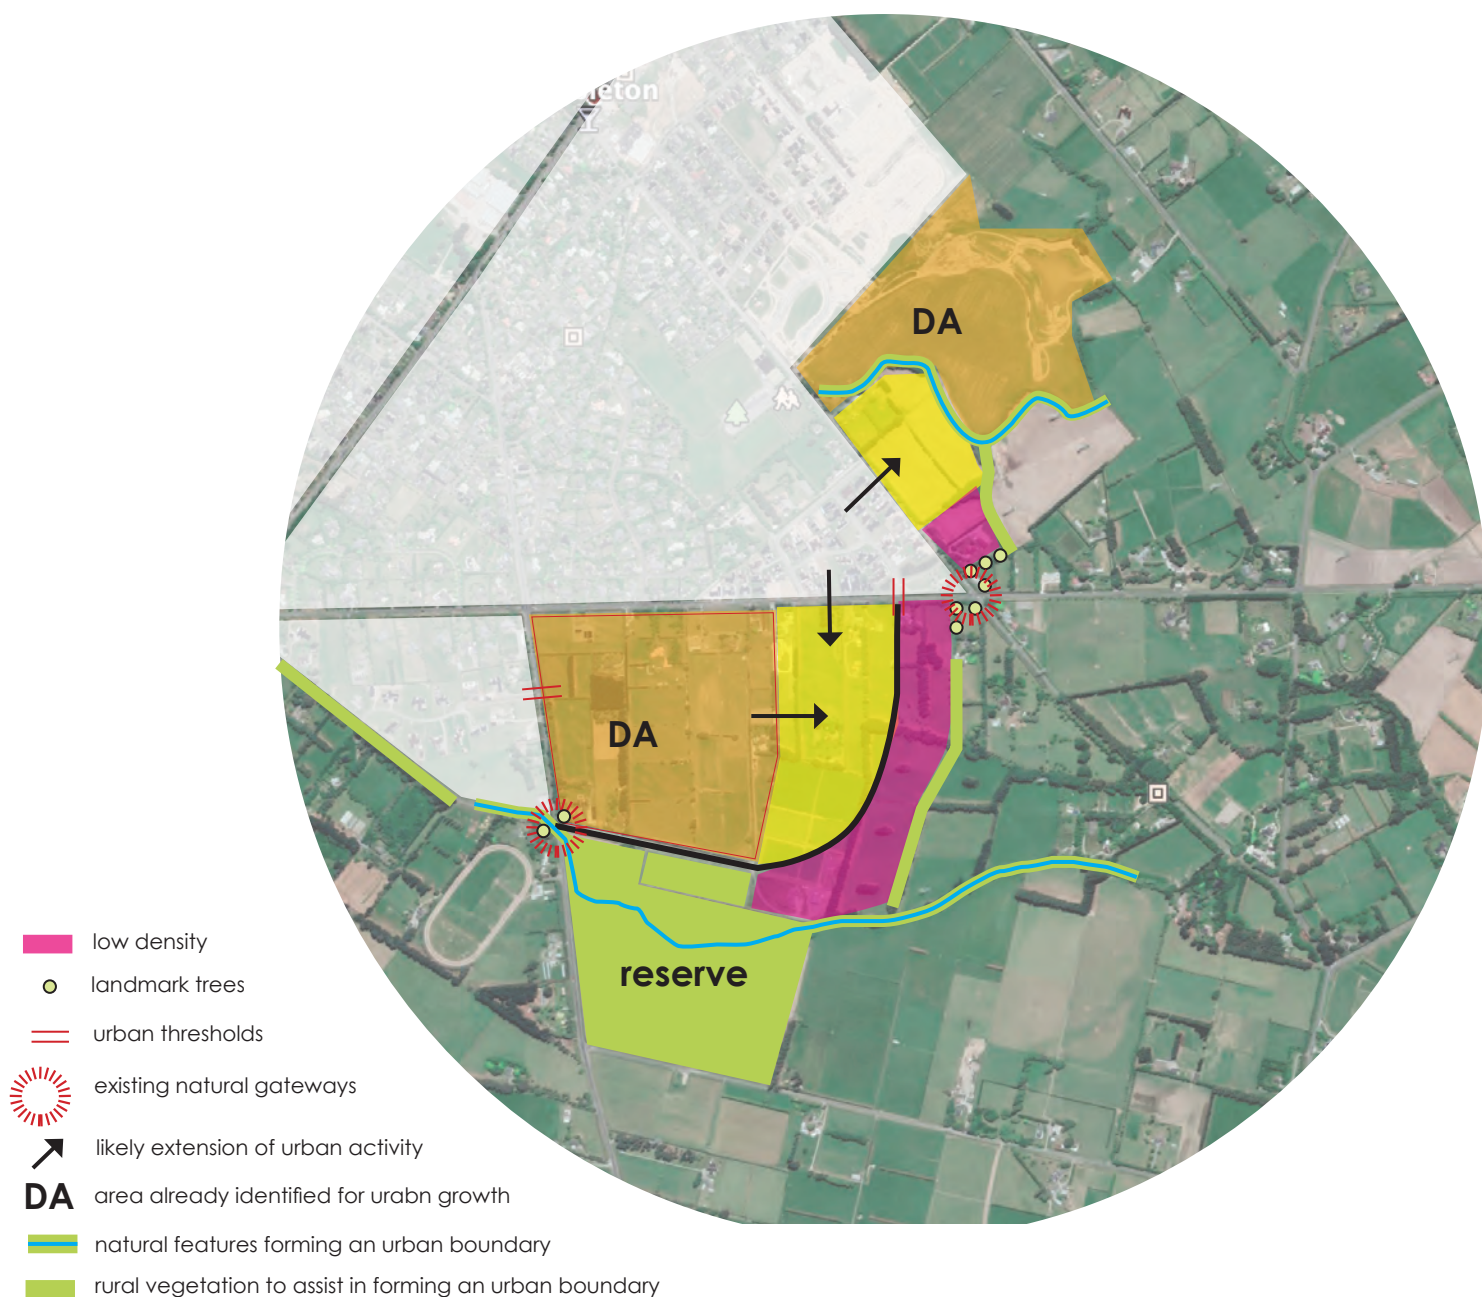 DA
DA
reserve
low density
landmark trees
urban thresholds
existing natural gateways
likely extension of urban activity
DA area already identified for urabn growth
natural features forming an urban boundary
rural vegetation to assist in forming an urban boundary